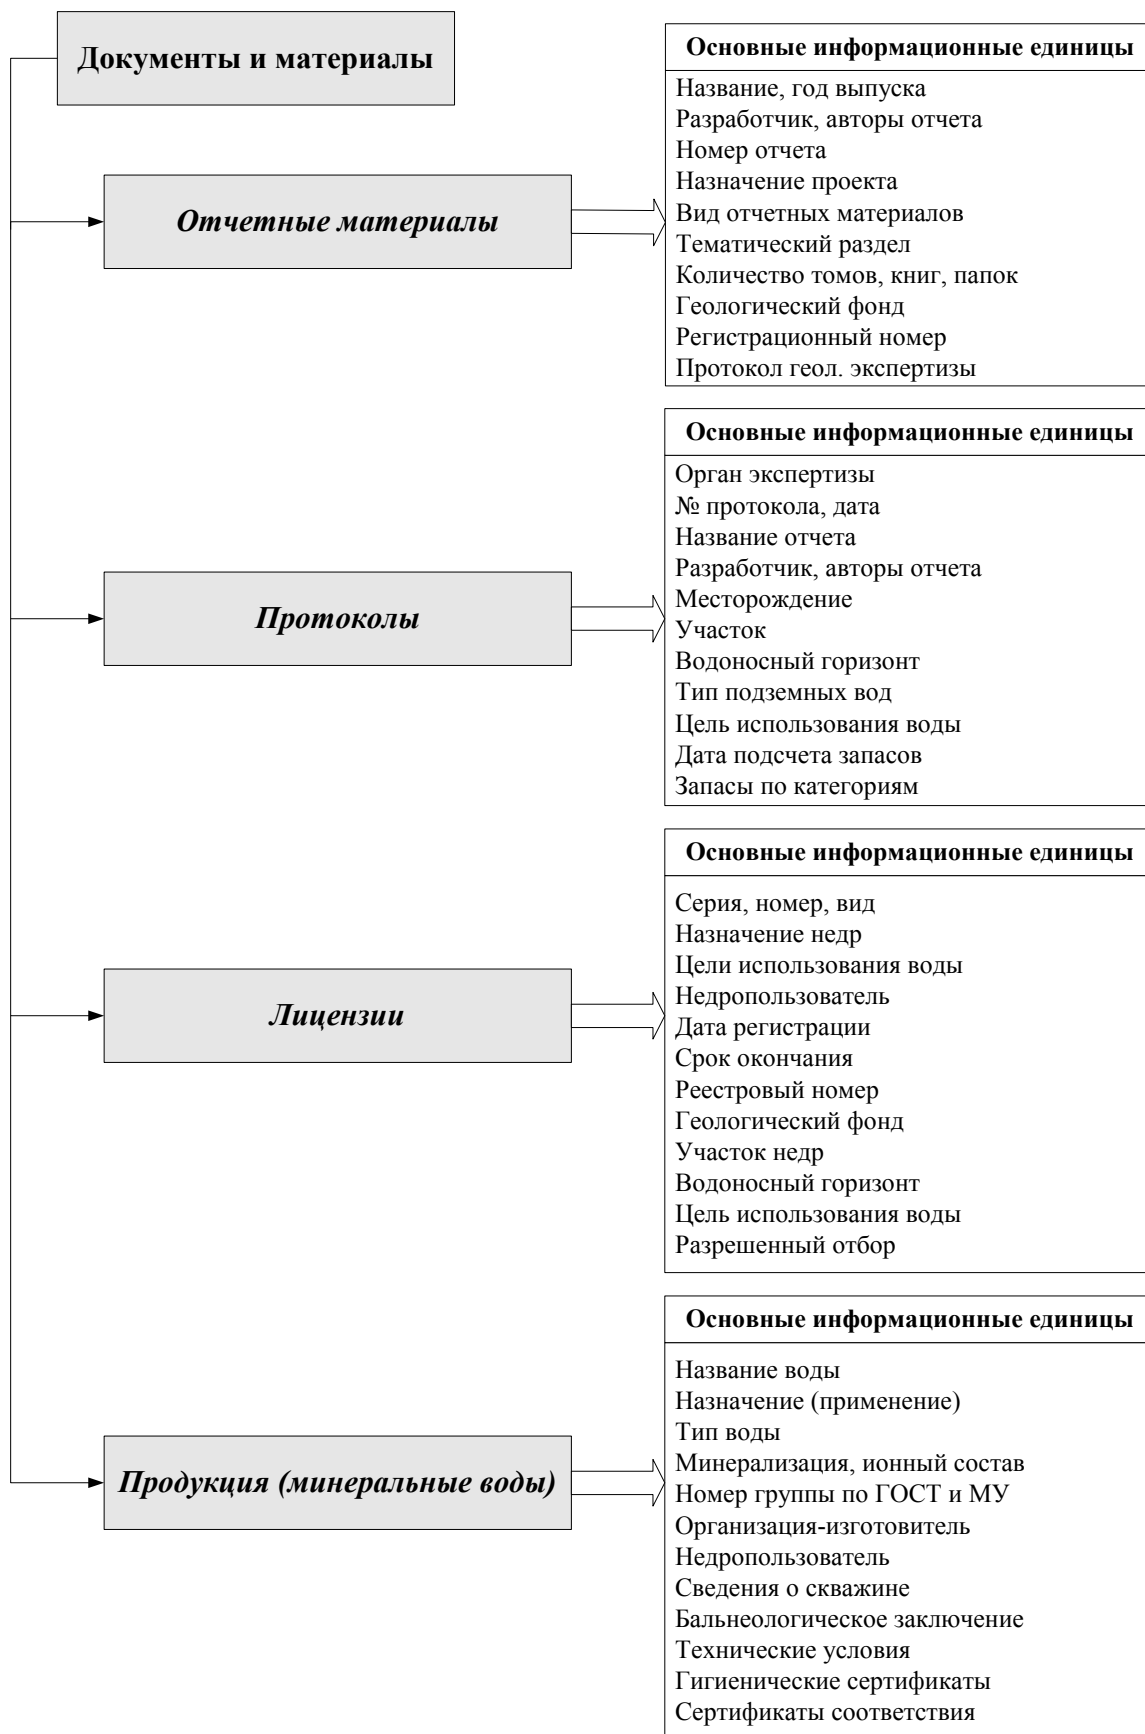 Документы и материалы
Основные информационные единицы
Название, год выпуска
Разработчик, авторы отчета
Номер отчета
Назначение проекта
Вид отчетных материалов
Тематический раздел
Количество томов, книг, папок
Геологический фонд
Регистрационный номер
Протокол геол. экспертизы
Отчетные материалы
Основные информационные единицы
Орган экспертизы
№ протокола, дата
Название отчета
Разработчик, авторы отчета
Месторождение
Участок
Водоносный горизонт
Тип подземных вод
Цель использования воды
Дата подсчета запасов
Запасы по категориям
Протоколы
Основные информационные единицы
Серия, номер, вид
Назначение недр
Цели использования воды
Недропользователь
Дата регистрации
Срок окончания
Реестровый номер
Геологический фонд
Участок недр
Водоносный горизонт
Цель использования воды
Разрешенный отбор
Лицензии
Основные информационные единицы
Название воды
Назначение (применение)
Тип воды
Минерализация, ионный состав
Номер группы по ГОСТ и МУ
Организация-изготовитель
Недропользователь
Сведения о скважине
Бальнеологическое заключение
Технические условия
Гигиенические сертификаты
Сертификаты соответствия
Продукция (минеральные воды)